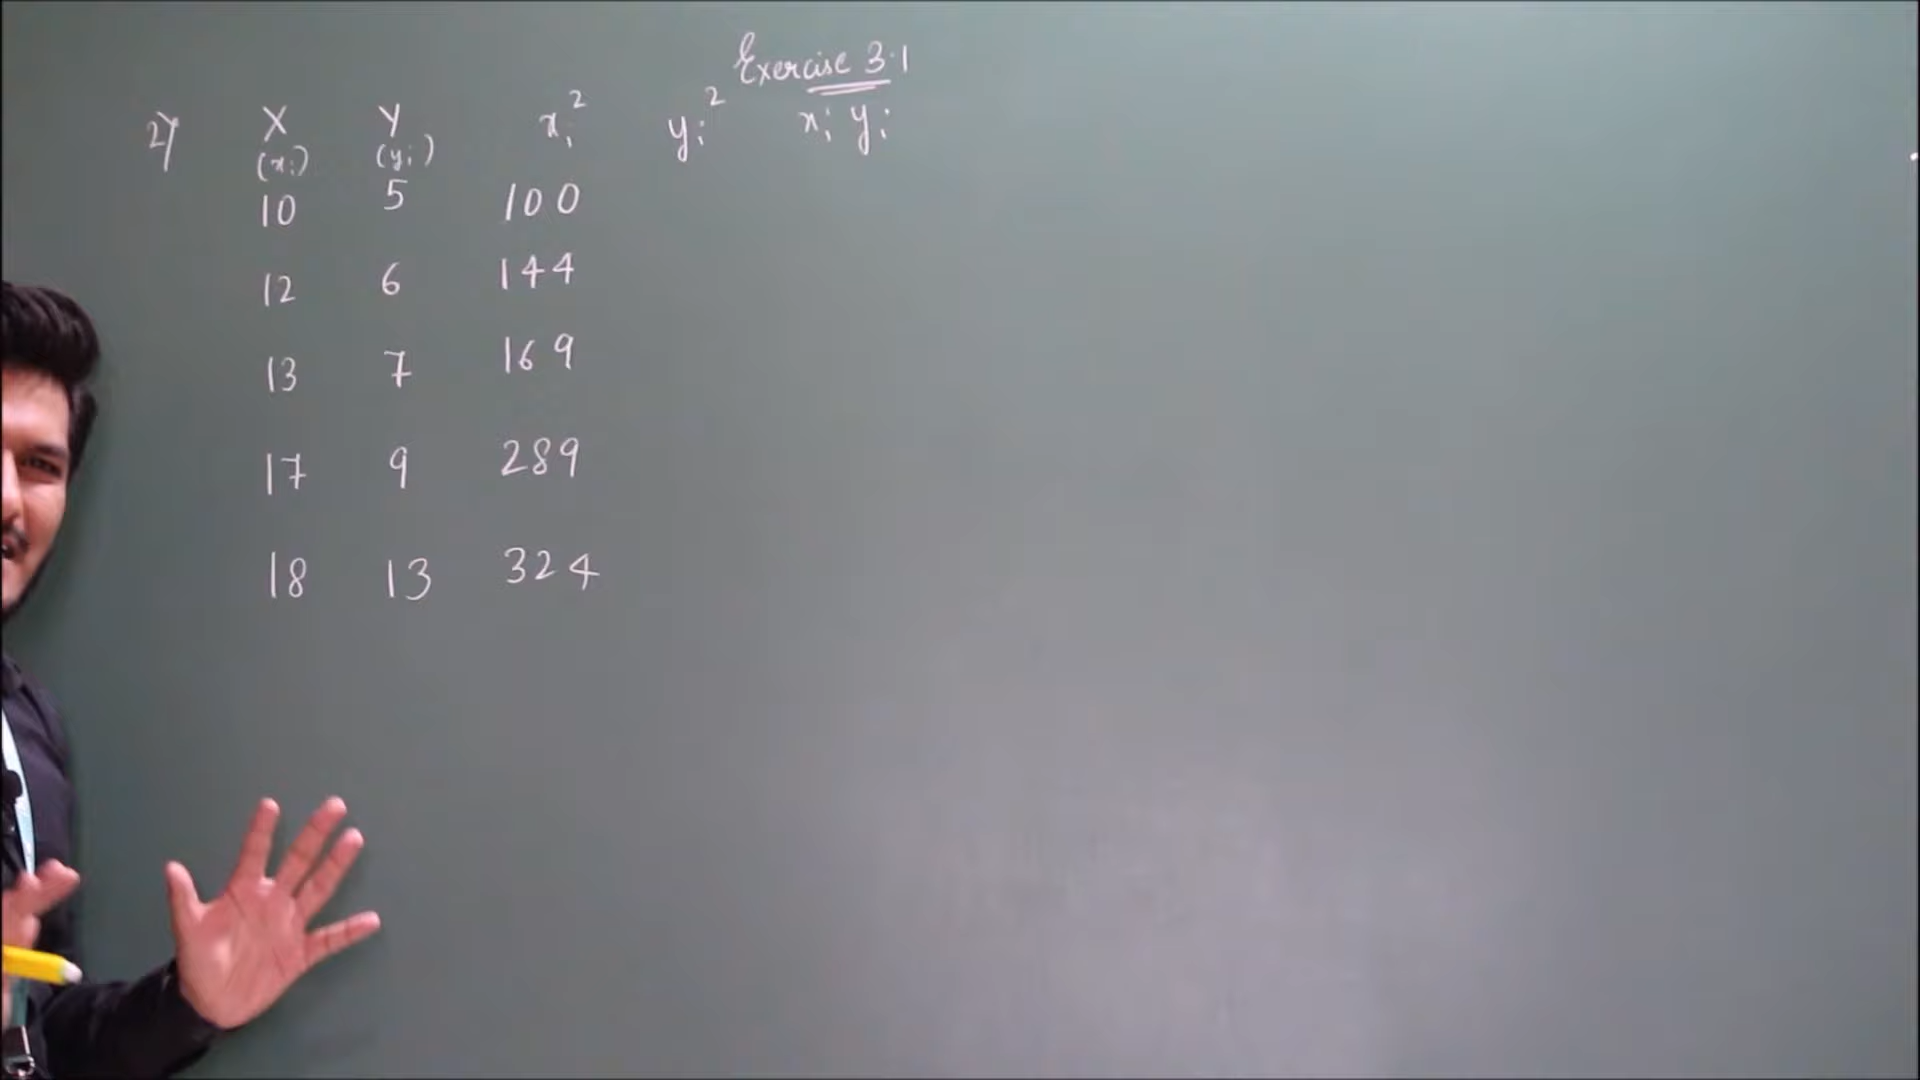 Exercise 3.1
2) X Y xᵢ² yᵢ² xᵢ yᵢ
(xᵢ) (yᵢ)
10 5 100
12 6 144
13 7 169
17 9 289
18 13 324